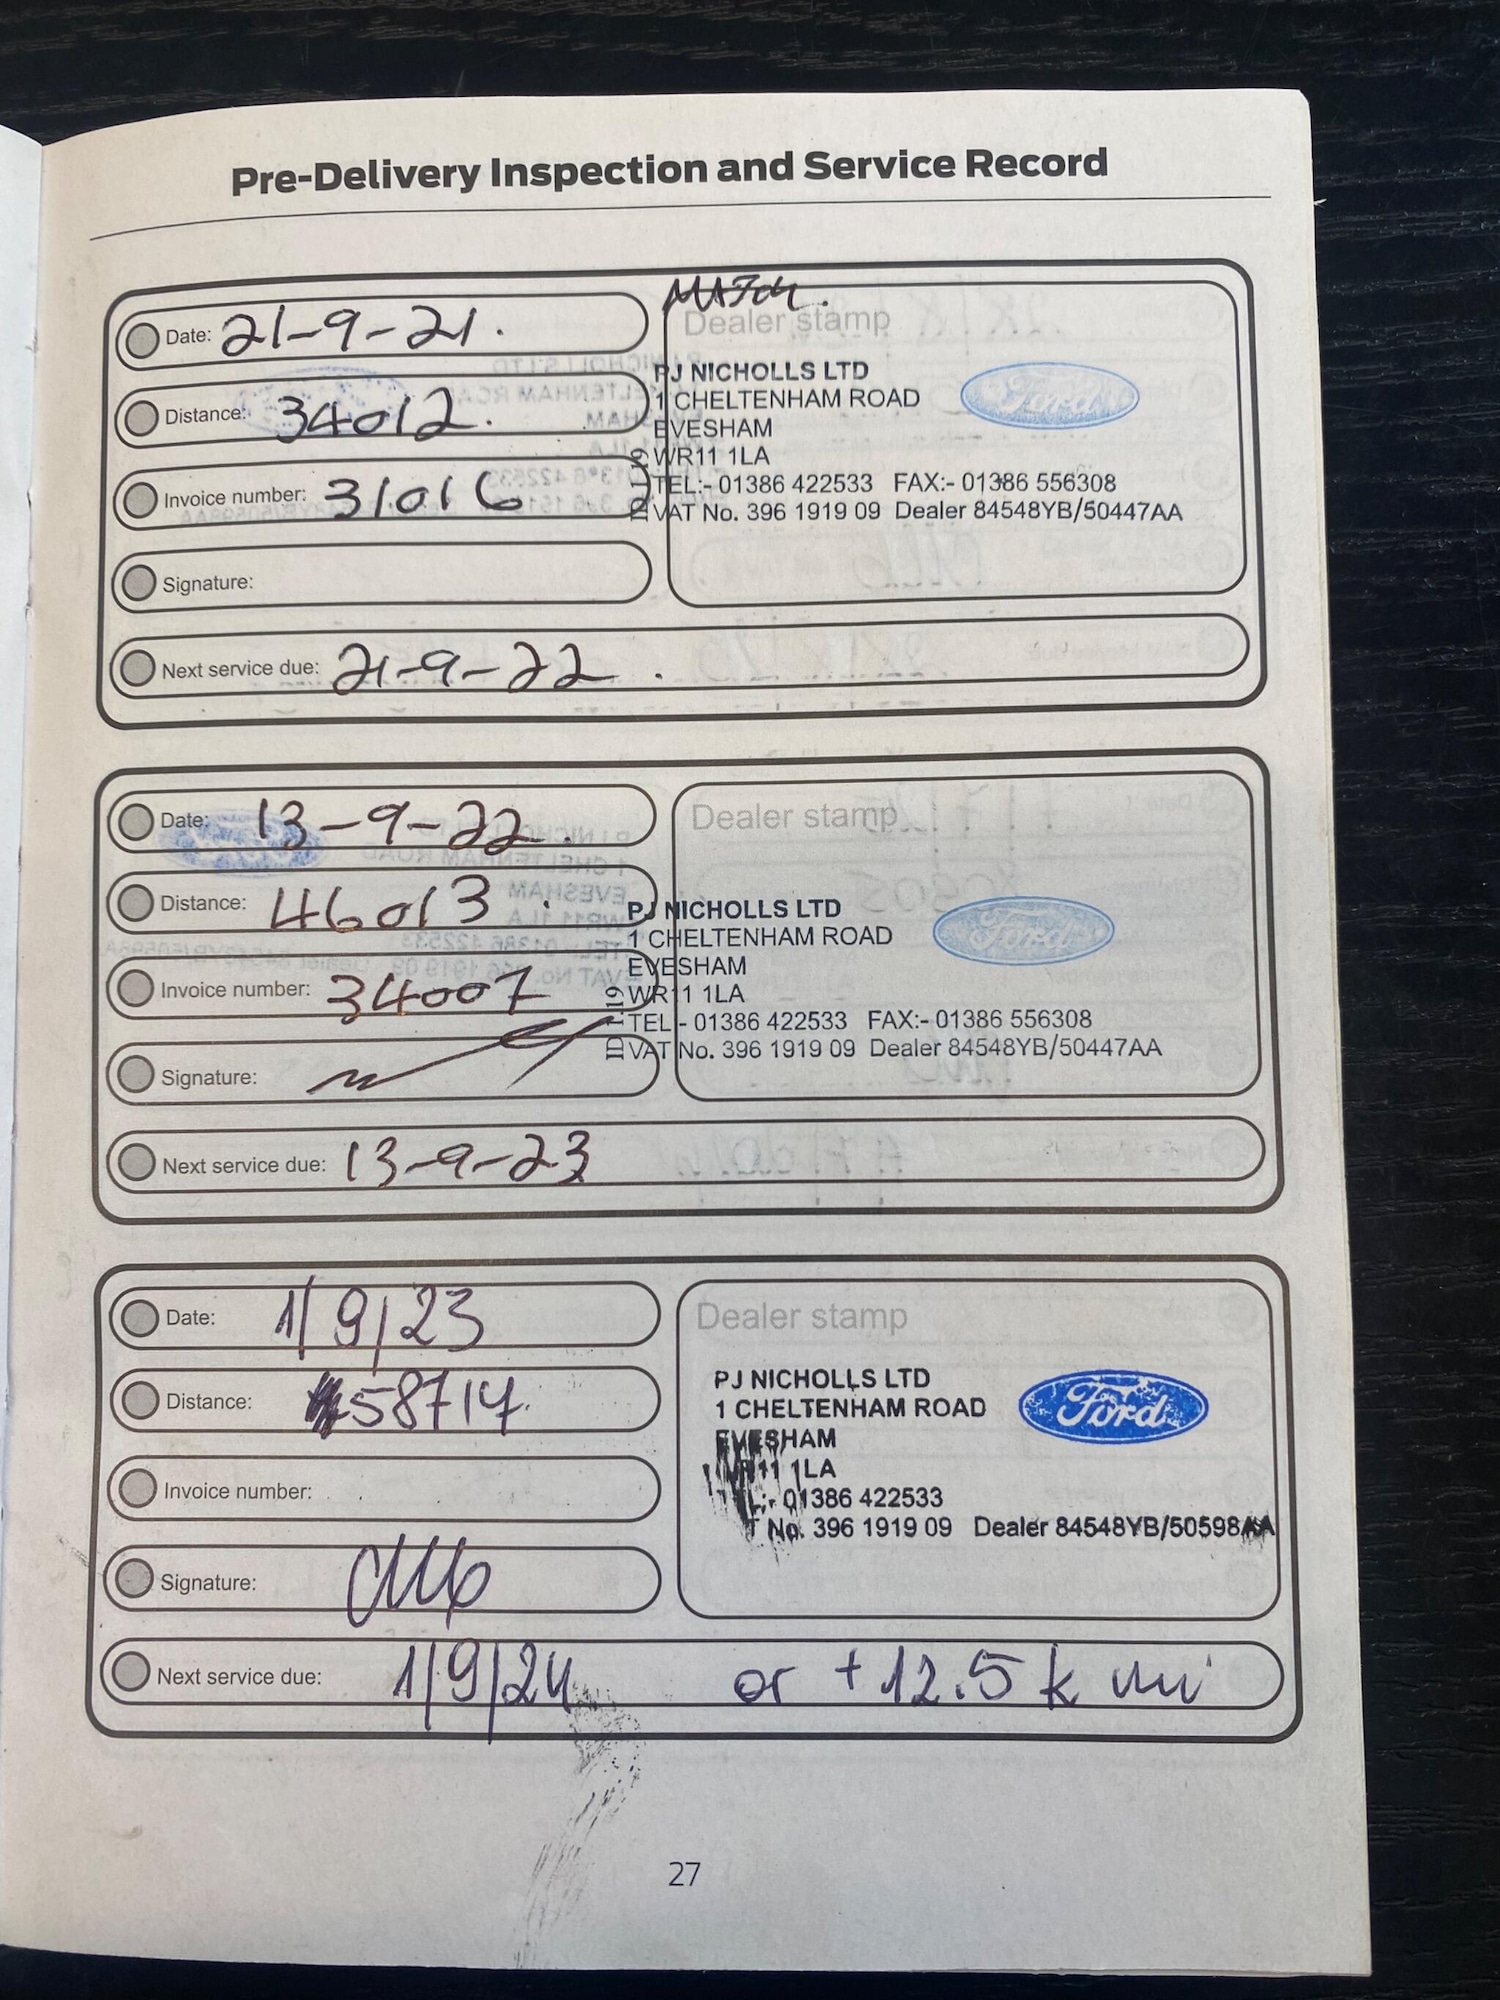 Pre-Delivery Inspection and Service Record
Date: 21-9-21.
Distance: 34012.
Invoice number: 31016
Signature:
Next service due: 21-9-22.
Dealer stamp
PJ NICHOLLS LTD
1 CHELTENHAM ROAD
EVESHAM
WR11 1LA
TEL:- 01386 422533 FAX:- 01386 556308
VAT No. 396 1919 09 Dealer 84548YB/50447AA
Ford
Date: 13-9-22.
Distance: 46013
Invoice number: 34007
Signature:
Next service due: 13-9-23
Dealer stamp
PJ NICHOLLS LTD
1 CHELTENHAM ROAD
EVESHAM
WR11 1LA
TEL:- 01386 422533 FAX:- 01386 556308
VAT No. 396 1919 09 Dealer 84548YB/50447AA
Ford
Date: 1/9/23
Distance: 58714
Invoice number:
Signature:
Next service due: 1/9/24 or +12.5k mi
Dealer stamp
PJ NICHOLLS LTD
1 CHELTENHAM ROAD
EVESHAM
WR11 1LA
L:- 01386 422533
T No. 396 1919 09 Dealer 84548YB/50598AA
Ford
27